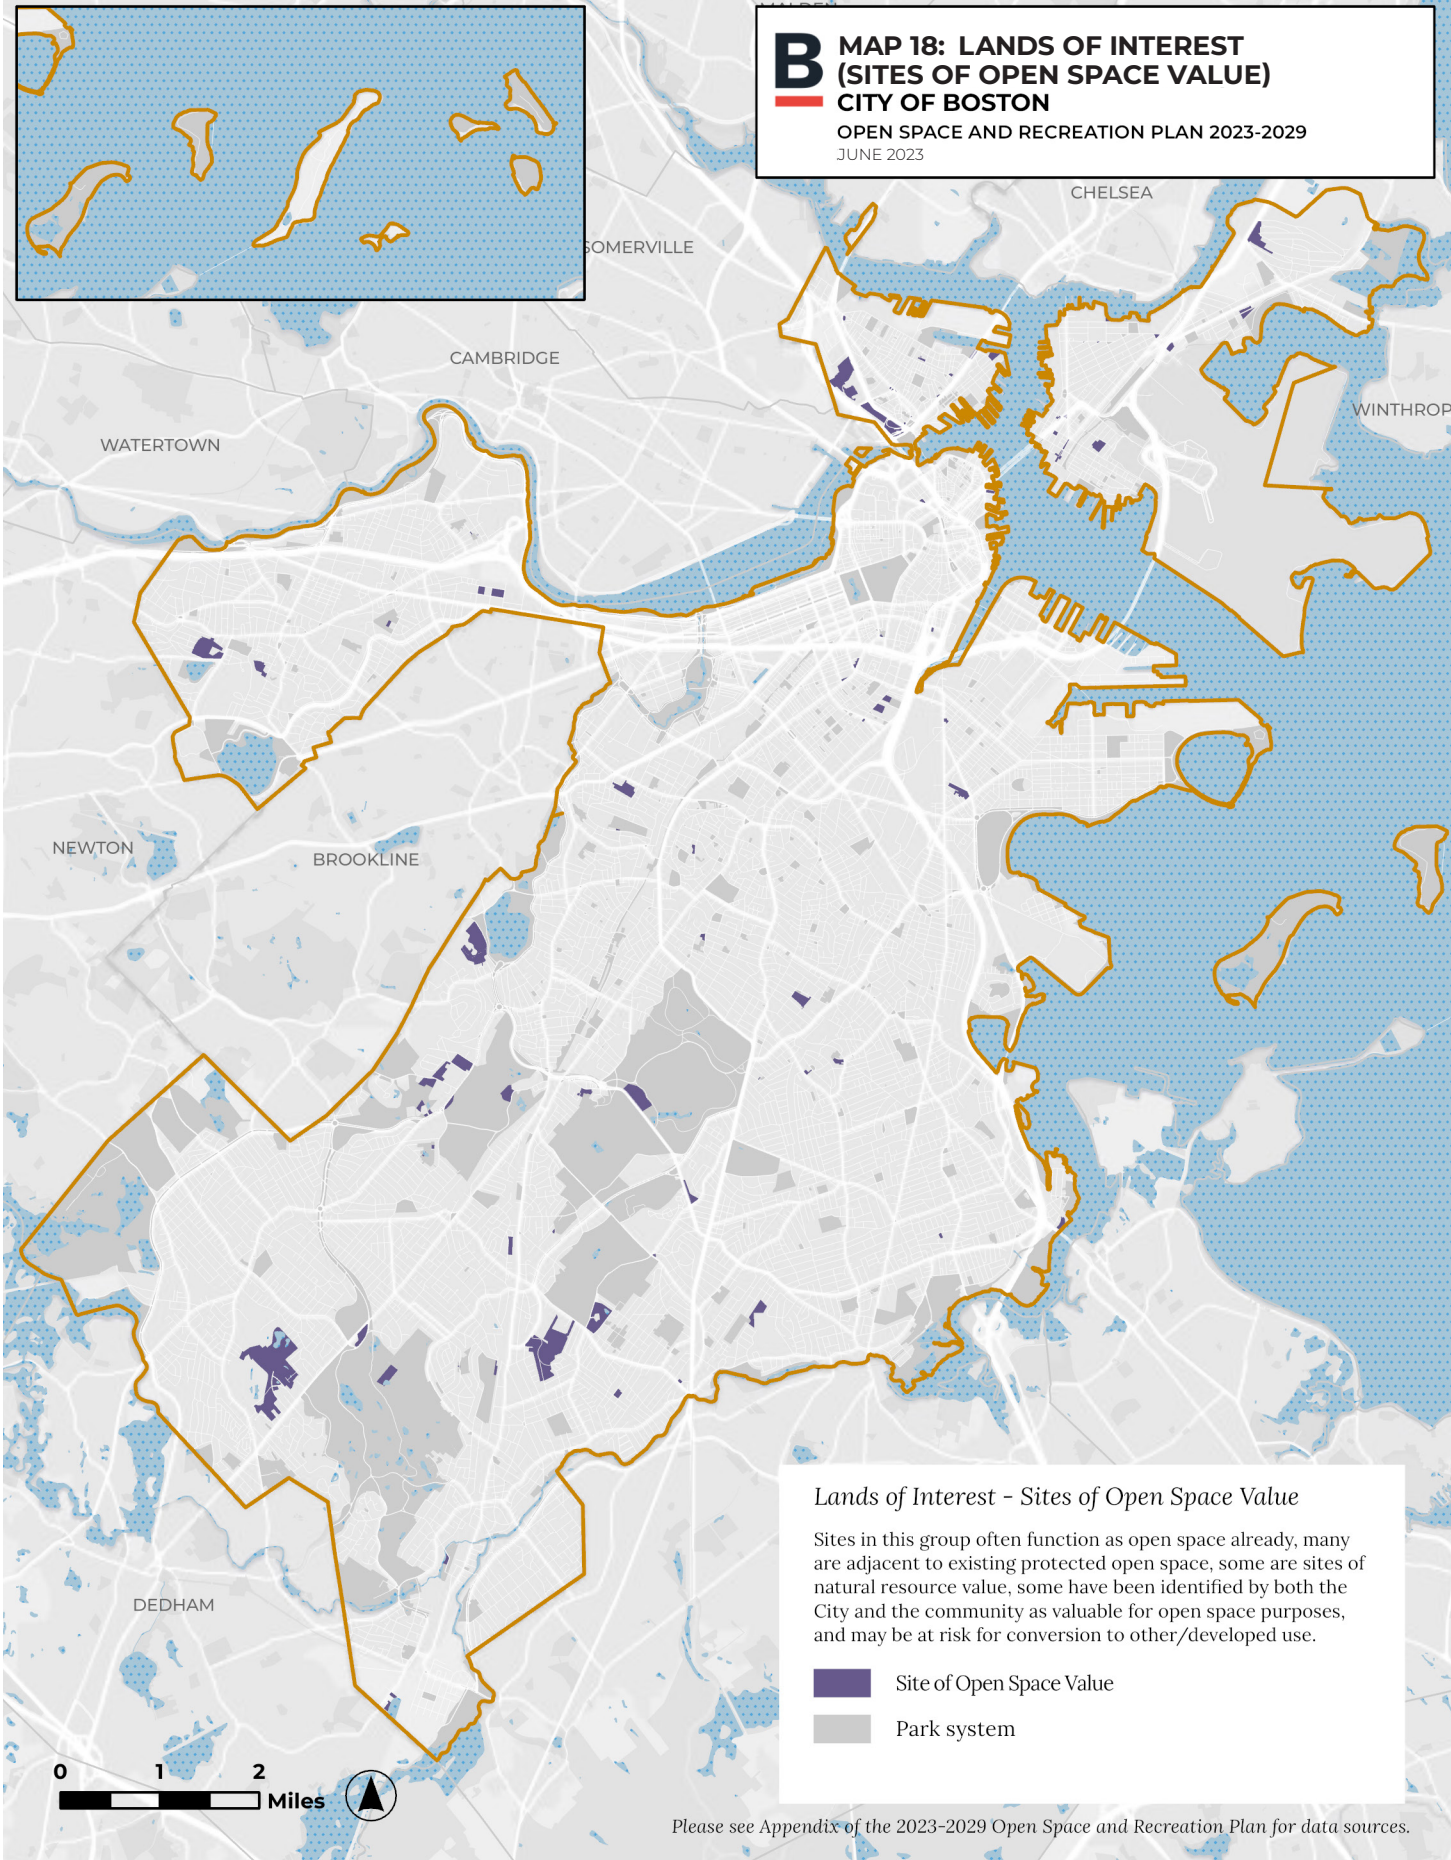 B
MAP 18: LANDS OF INTEREST
(SITES OF OPEN SPACE VALUE)
CITY OF BOSTON
OPEN SPACE AND RECREATION PLAN 2023-2029
JUNE 2023
CHELSEA
SOMERVILLE
CAMBRIDGE
WINTHROP
WATERTOWN
NEWTON
BROOKLINE
DEDHAM
Lands of Interest - Sites of Open Space Value
Sites in this group often function as open space already, many
are adjacent to existing protected open space, some are sites of
natural resource value, some have been identified by both the
City and the community as valuable for open space purposes,
and may be at risk for conversion to other/developed use.
Site of Open Space Value
Park system
0 1 2
Miles
Please see Appendix of the 2023-2029 Open Space and Recreation Plan for data sources.